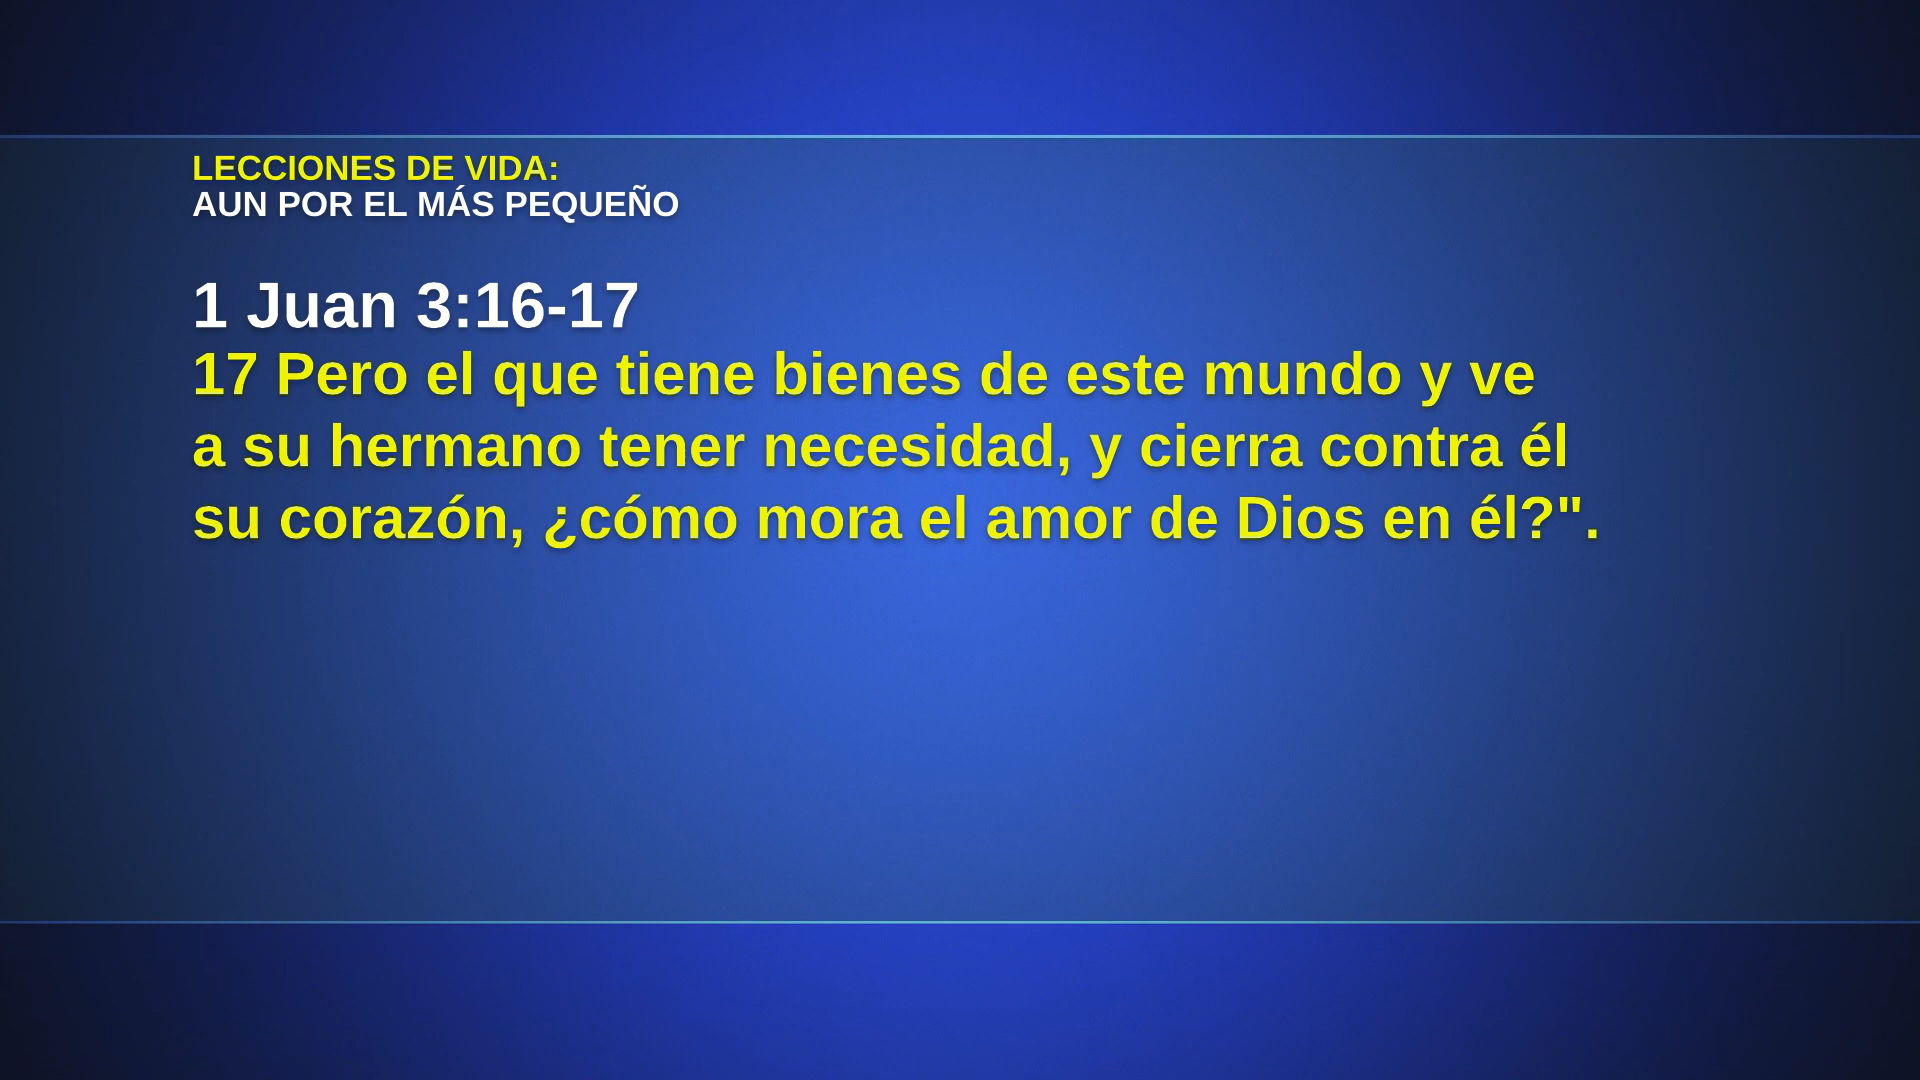 LECCIONES DE VIDA:
AUN POR EL MÁS PEQUEÑO
1 Juan 3:16-17
17 Pero el que tiene bienes de este mundo y ve
a su hermano tener necesidad, y cierra contra él
su corazón, ¿cómo mora el amor de Dios en él?".